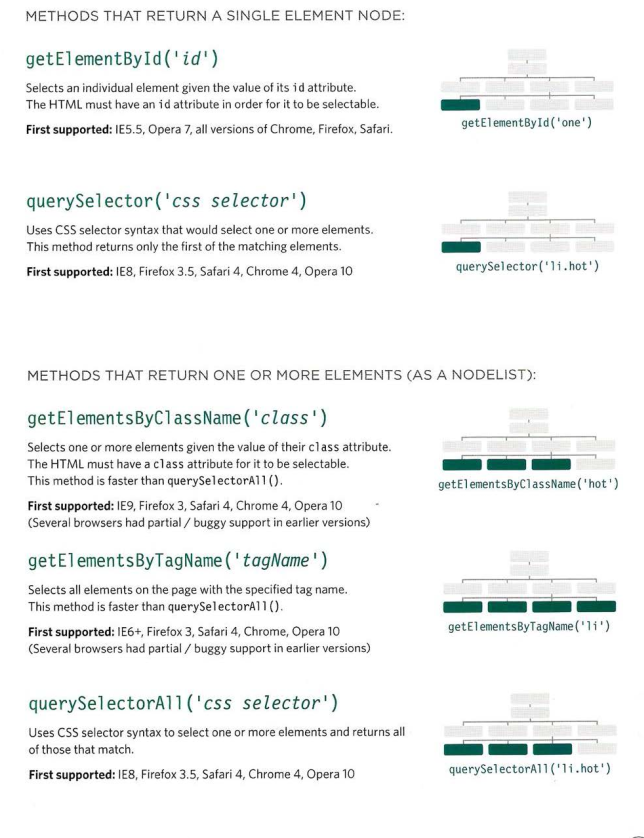 METHODS THAT RETURN A SINGLE ELEMENT NODE:
getElementById('id')
Selects an individual element given the value of its id attribute.
The HTML must have an id attribute in order for it to be selectable.
First supported: IE5.5, Opera 7, all versions of Chrome, Firefox, Safari.
getElementById('one')
querySelector('css selector')
Uses CSS selector syntax that would select one or more elements.
This method returns only the first of the matching elements.
First supported: IE8, Firefox 3.5, Safari 4, Chrome 4, Opera 10
querySelector('li.hot')
METHODS THAT RETURN ONE OR MORE ELEMENTS (AS A NODELIST):
getElementsByClassName('class')
Selects one or more elements given the value of their class attribute.
The HTML must have a class attribute for it to be selectable.
This method is faster than querySelectorAll().
First supported: IE9, Firefox 3, Safari 4, Chrome 4, Opera 10
(Several browsers had partial / buggy support in earlier versions)
getElementsByClassName('hot')
getElementsByTagName('tagName')
Selects all elements on the page with the specified tag name.
This method is faster than querySelectorAll().
First supported: IE6+, Firefox 3, Safari 4, Chrome, Opera 10
(Several browsers had partial / buggy support in earlier versions)
getElementsByTagName('li')
querySelectorAll('css selector')
Uses CSS selector syntax to select one or more elements and returns all
of those that match.
First supported: IE8, Firefox 3.5, Safari 4, Chrome 4, Opera 10
querySelectorAll('li.hot')